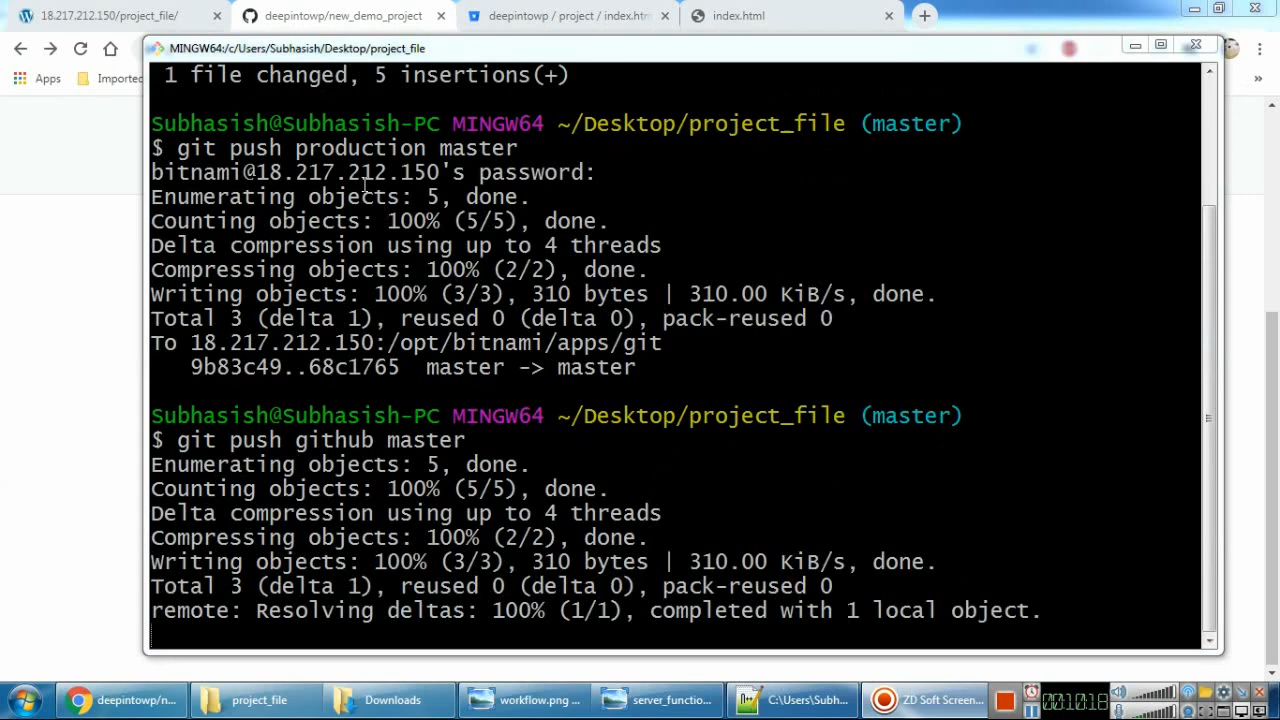 18.217.212.150/project_file/
deepintowp/new_demo_project
deepintowp / project / index.htm
index.html
Apps
Imported
»
MINGW64:/c/Users/Subhasish/Desktop/project_file
1 file changed, 5 insertions(+)
Subhasish@Subhasish-PC MINGW64 ~/Desktop/project_file (master)
$ git push production master
bitnami@18.217.212.150's password:
Enumerating objects: 5, done.
Counting objects: 100% (5/5), done.
Delta compression using up to 4 threads
Compressing objects: 100% (2/2), done.
Writing objects: 100% (3/3), 310 bytes | 310.00 KiB/s, done.
Total 3 (delta 1), reused 0 (delta 0), pack-reused 0
To 18.217.212.150:/opt/bitnami/apps/git
9b83c49..68c1765 master -> master
Subhasish@Subhasish-PC MINGW64 ~/Desktop/project_file (master)
$ git push github master
Enumerating objects: 5, done.
Counting objects: 100% (5/5), done.
Delta compression using up to 4 threads
Compressing objects: 100% (2/2), done.
Writing objects: 100% (3/3), 310 bytes | 310.00 KiB/s, done.
Total 3 (delta 1), reused 0 (delta 0), pack-reused 0
remote: Resolving deltas: 100% (1/1), completed with 1 local object.
deepintowp/n...
project_file
Downloads
workflow.png ...
server_functio...
C:\Users\Subh...
ZD Soft Screen...
00:10:18